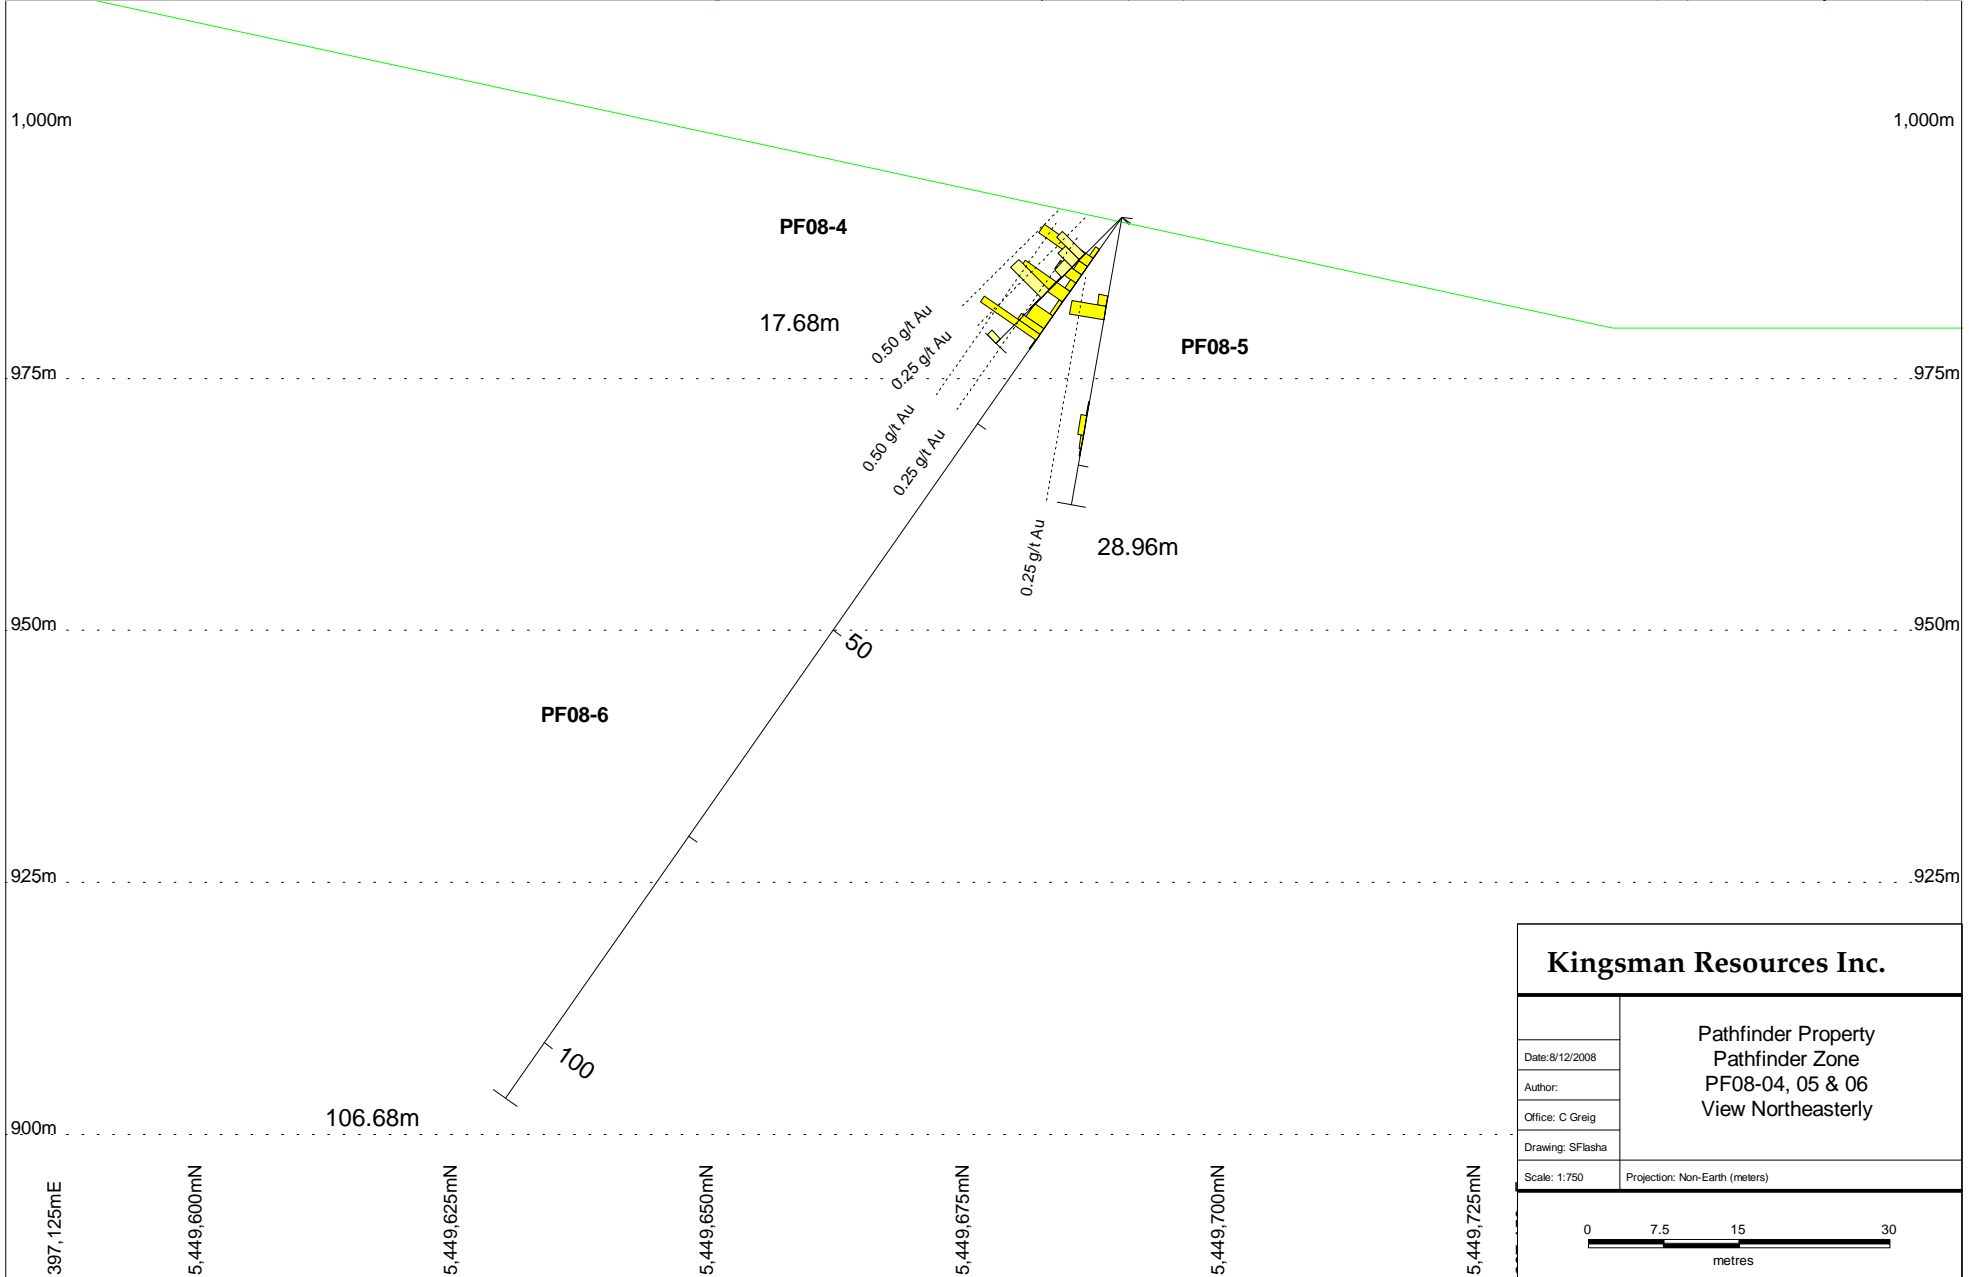 1,000m
1,000m
PF08-4
17.68m
0.50 g/t Au
0.25 g/t Au
PF08-5
975m
975m
0.50 g/t Au
0.25 g/t Au
0.25 g/t Au
28.96m
950m
950m
50
PF08-6
925m
925m
100
106.68m
900m
397,125mE
5,449,600mN
5,449,625mN
5,449,650mN
5,449,675mN
5,449,700mN
5,449,725mN
Kingsman Resources Inc.
Pathfinder Property
Pathfinder Zone
PF08-04, 05 & 06
View Northeasterly
Date:8/12/2008
Author:
Office: C Greig
Drawing: SFlasha
Scale: 1:750
Projection: Non-Earth (meters)
0 7.5 15 30
metres